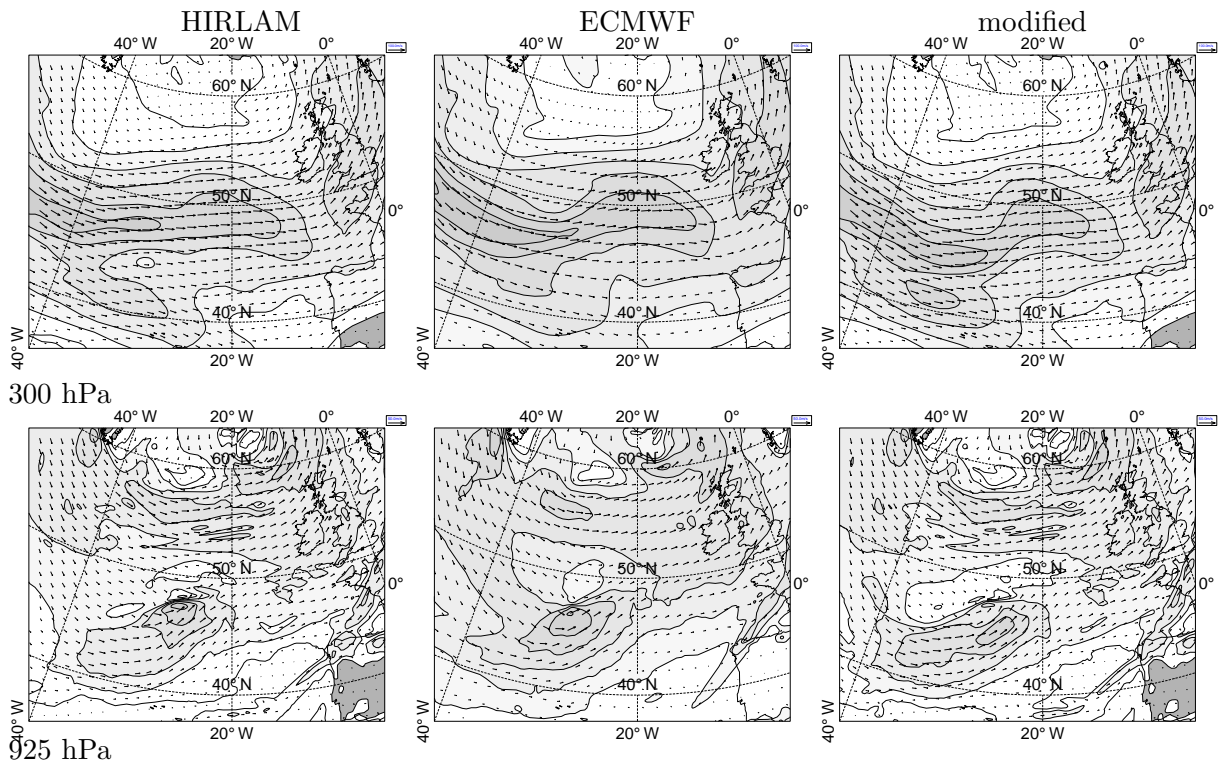 HIRLAM ECMWF modified
40° W 20° W 0° 40° W 20° W 0° 40° W 20° W 0°
60° N 60° N 60° N
50° N 50° N 50° N
0° 0° 0°
40° N 40° N 40° N
40° W 40° W 40° W
20° W 20° W 20° W
300 hPa
40° W 20° W 0° 40° W 20° W 0° 40° W 20° W 0°
60° N 60° N 60° N
50° N 50° N 50° N
0° 0° 0°
40° N 40° N 40° N
40° W 40° W 40° W
20° W 20° W 20° W
925 hPa